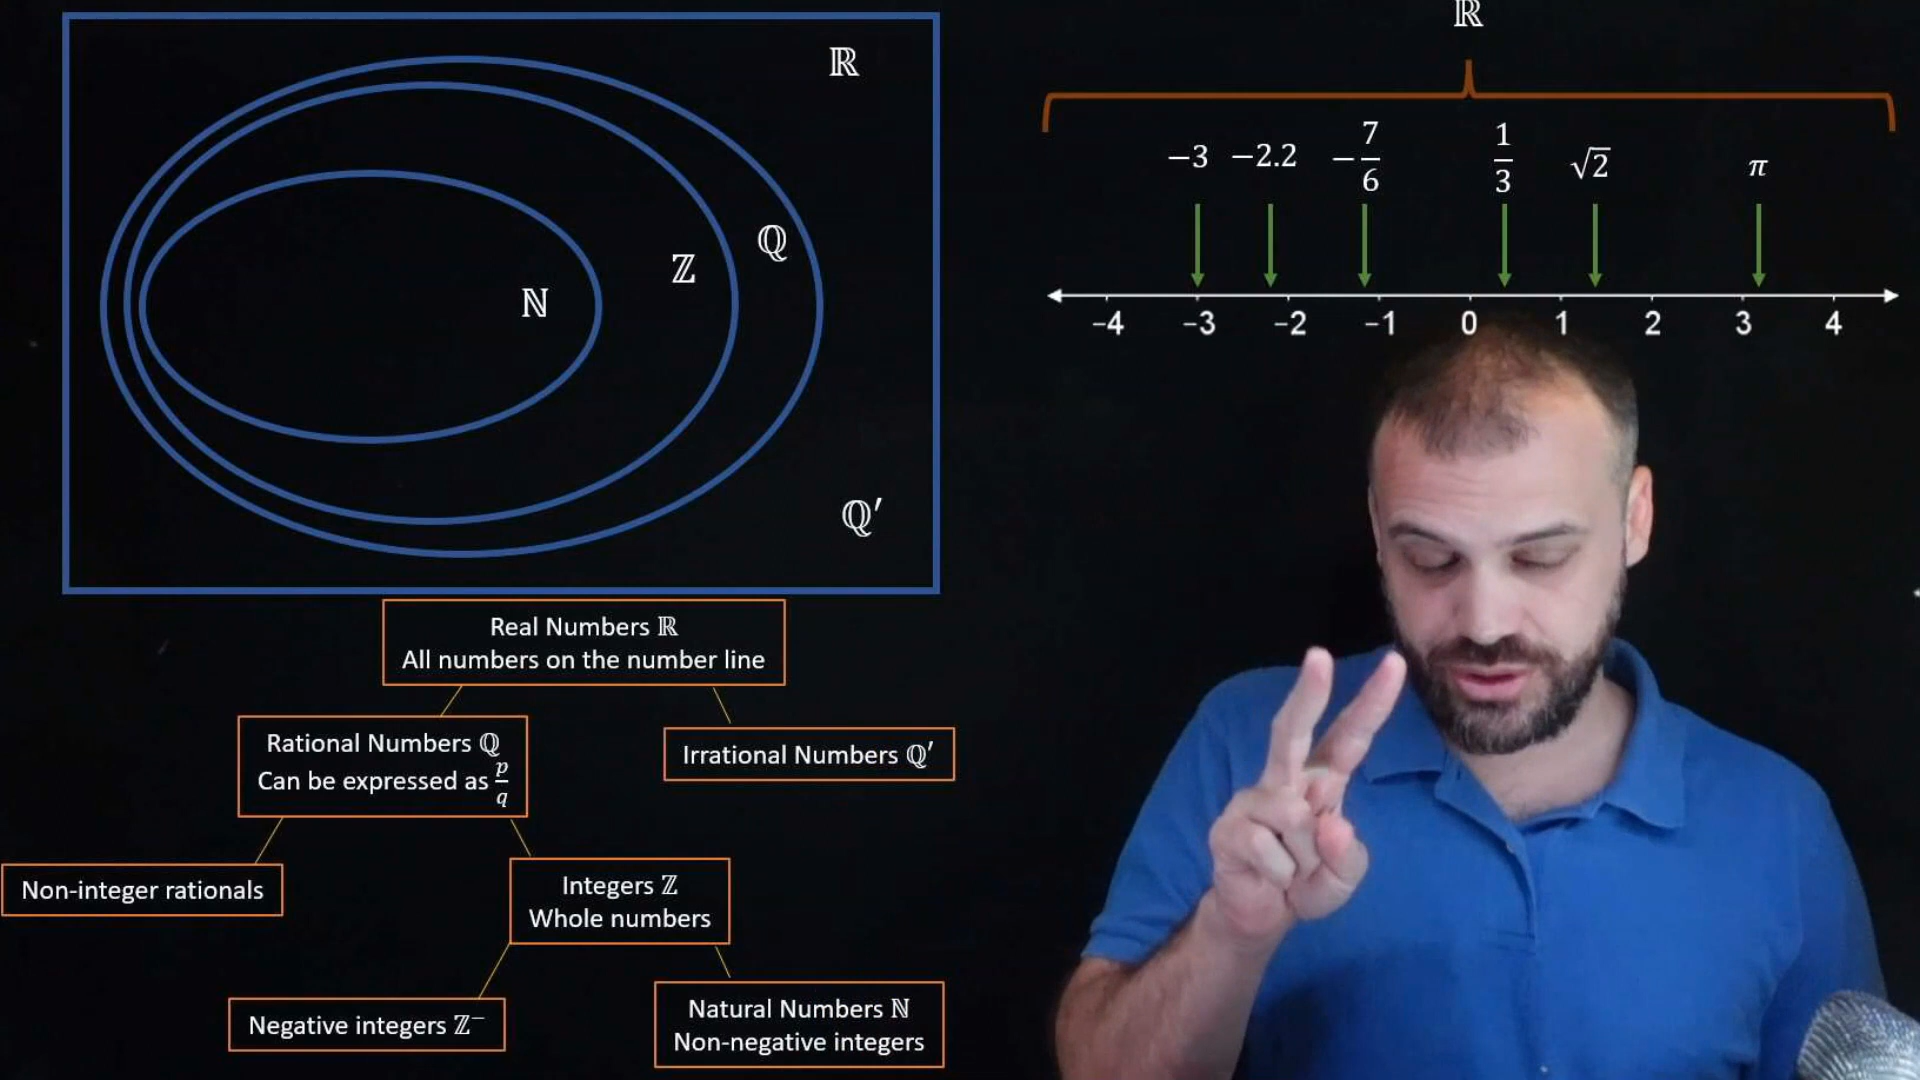 ℝ
ℚ
ℤ
ℕ
ℚ′
ℝ
−3 −2.2 −7/6 1/3 √2 π
−4 −3 −2 −1 0 1 2 3 4
Real Numbers ℝ
All numbers on the number line
Rational Numbers ℚ
Can be expressed as p/q
Irrational Numbers ℚ′
Non-integer rationals
Integers ℤ
Whole numbers
Negative integers ℤ⁻
Natural Numbers ℕ
Non-negative integers